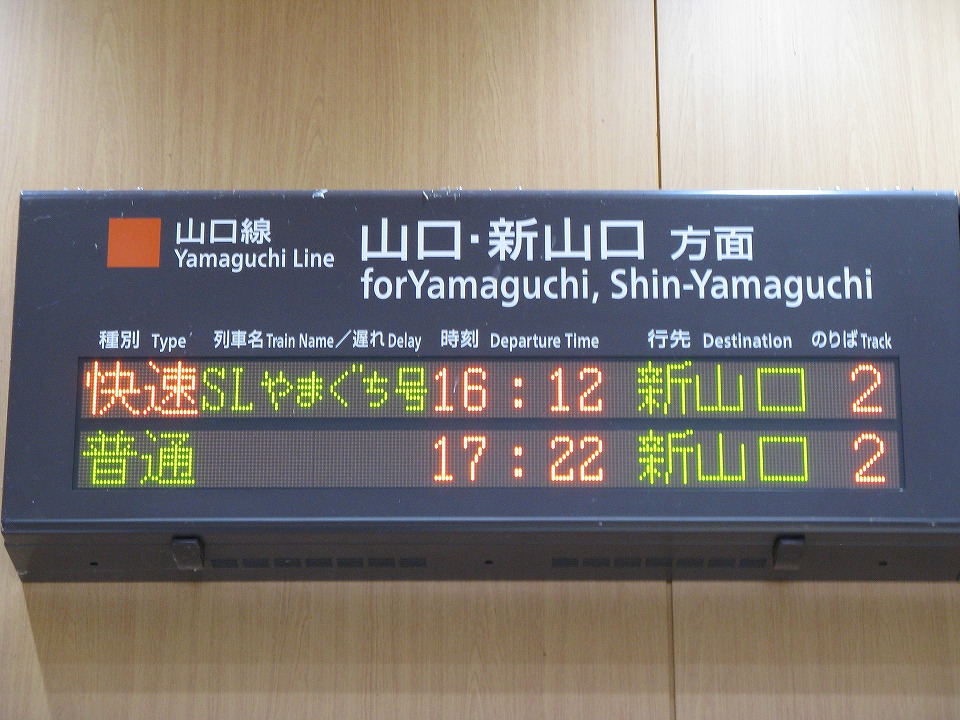 山口線 山口・新山口 方面
Yamaguchi Line forYamaguchi, Shin-Yamaguchi
種別 Type 列車名 Train Name／遅れ Delay 時刻 Departure Time 行先 Destination のりば Track
快速 SLやまぐち号 16:12 新山口 2
普通 17:22 新山口 2